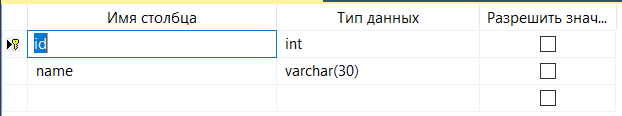 Имя столбца Тип данных Разрешить знач...
id int
name varchar(30)